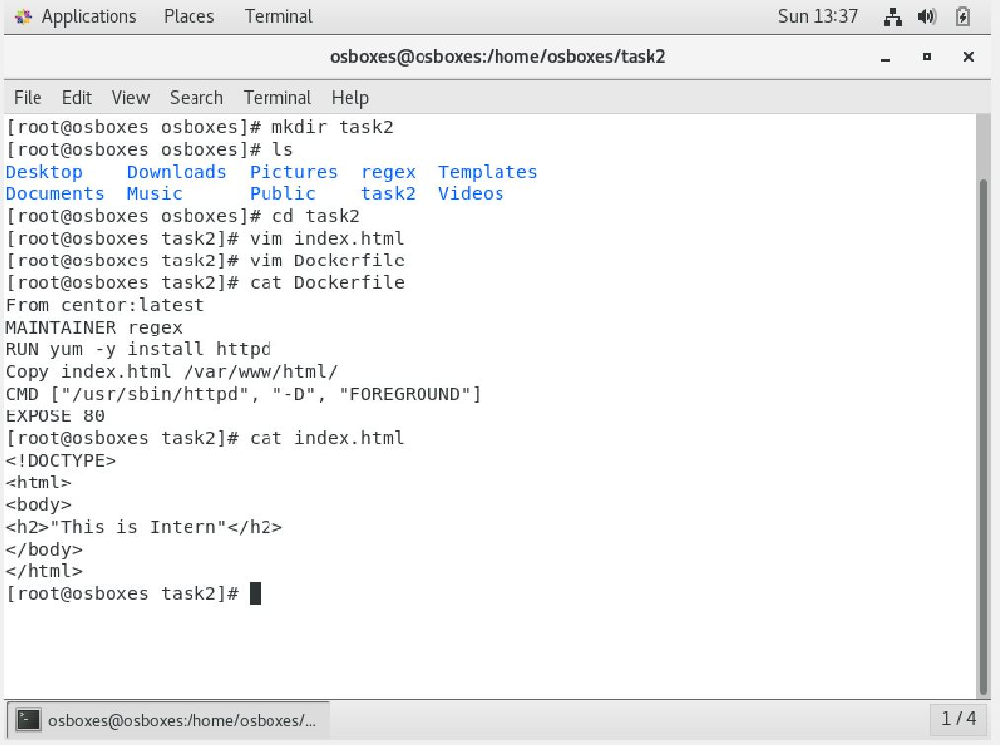 Applications Places Terminal Sun 13:37
osboxes@osboxes:/home/osboxes/task2
File Edit View Search Terminal Help
[root@osboxes osboxes]# mkdir task2
[root@osboxes osboxes]# ls
Desktop Downloads Pictures regex Templates
Documents Music Public task2 Videos
[root@osboxes osboxes]# cd task2
[root@osboxes task2]# vim index.html
[root@osboxes task2]# vim Dockerfile
[root@osboxes task2]# cat Dockerfile
From centor:latest
MAINTAINER regex
RUN yum -y install httpd
Copy index.html /var/www/html/
CMD ["/usr/sbin/httpd", "-D", "FOREGROUND"]
EXPOSE 80
[root@osboxes task2]# cat index.html
<!DOCTYPE>
<html>
<body>
<h2>"This is Intern"</h2>
</body>
</html>
[root@osboxes task2]#
osboxes@osboxes:/home/osboxes/... 1 / 4